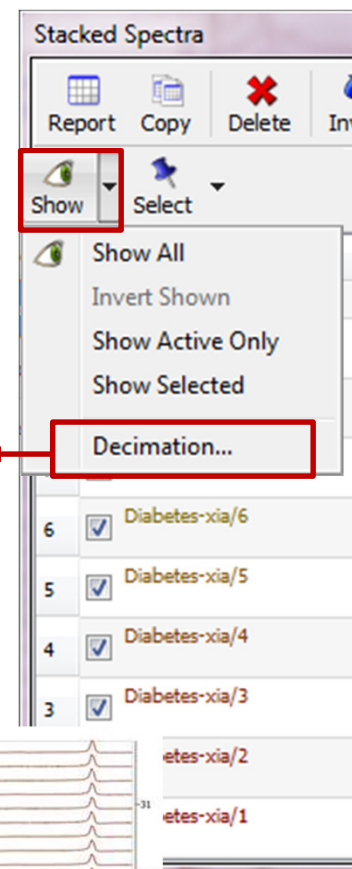 Stacked Spectra
Report Copy Delete
Show Select
Show All
Invert Shown
Show Active Only
Show Selected
Decimation...
6 Diabetes-xia/6
5 Diabetes-xia/5
4 Diabetes-xia/4
3 Diabetes-xia/3
etes-xia/2
31 etes-xia/1